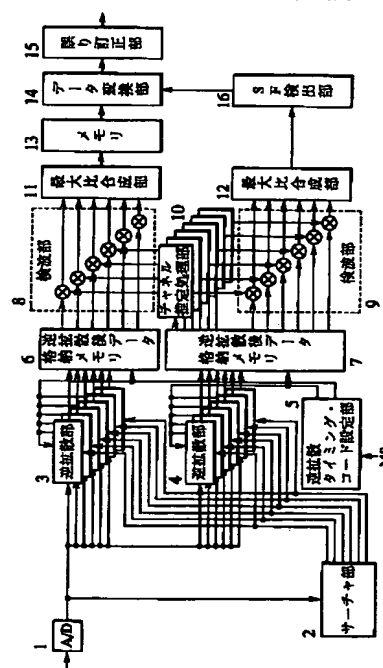 1
A/D
2
サーチャ部
3
逆拡散部
4
逆拡散部
5
逆拡散
タイミング・
コード設定部
6
逆拡散後データ
格納メモリ
7
逆拡散後データ
格納メモリ
8
検波部
9
検波部
10
チャネル
推定処理部
11
最大比合成部
12
最大比合成部
13
メモリ
14
データ変換部
15
誤り訂正部
16
SF検出部